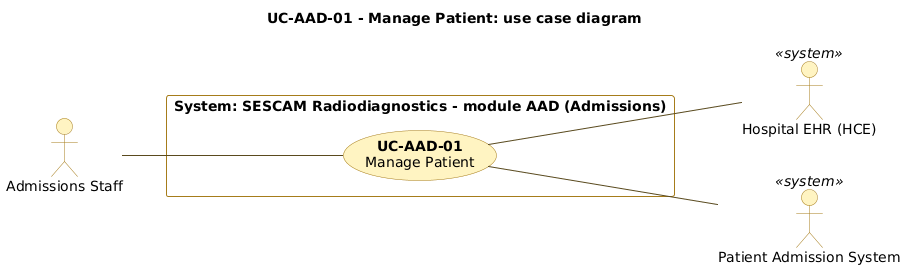 UC-AAD-01 - Manage Patient: use case diagram
«system»
System: SESCAM Radiodiagnostics - module AAD (Admissions)
Hospital EHR (HCE)
UC-AAD-01
Manage Patient
Admissions Staff
«system»
Patient Admission System